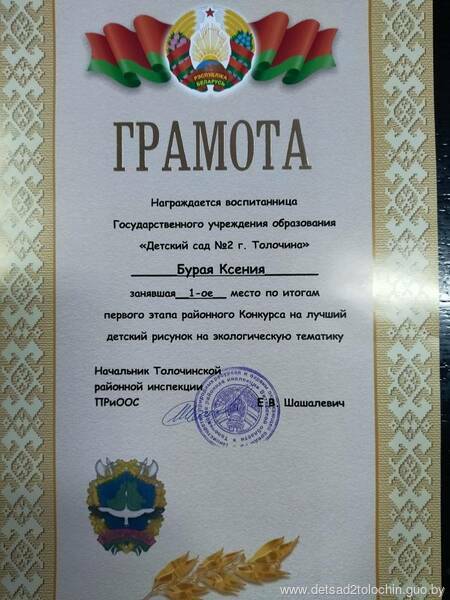 РЭСПУБЛІКА
БЕЛАРУСЬ
ГРАМОТА
Награждается воспитанница
Государственного учреждения образования
«Детский сад №2 г. Толочина»
Бурая Ксения
занявшая 1-ое место по итогам
первого этапа районного Конкурса на лучший
детский рисунок на экологическую тематику
Начальник Толочинской
районной инспекции
ПРиООС Е.В. Шашалевич
www.detsad2tolochin.guo.by